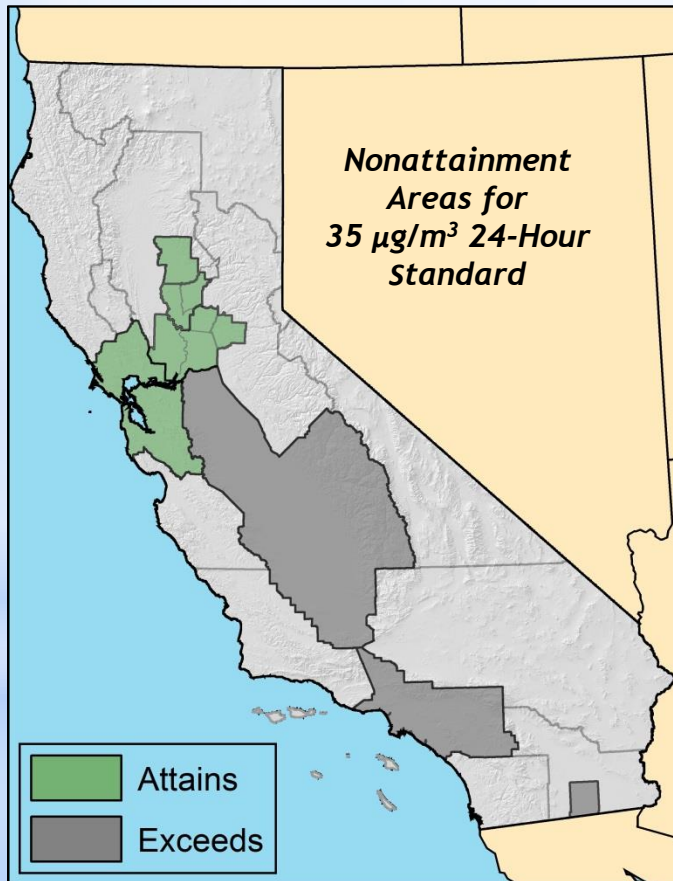 Nonattainment
Areas for
35 µg/m³ 24-Hour
Standard
Attains
Exceeds